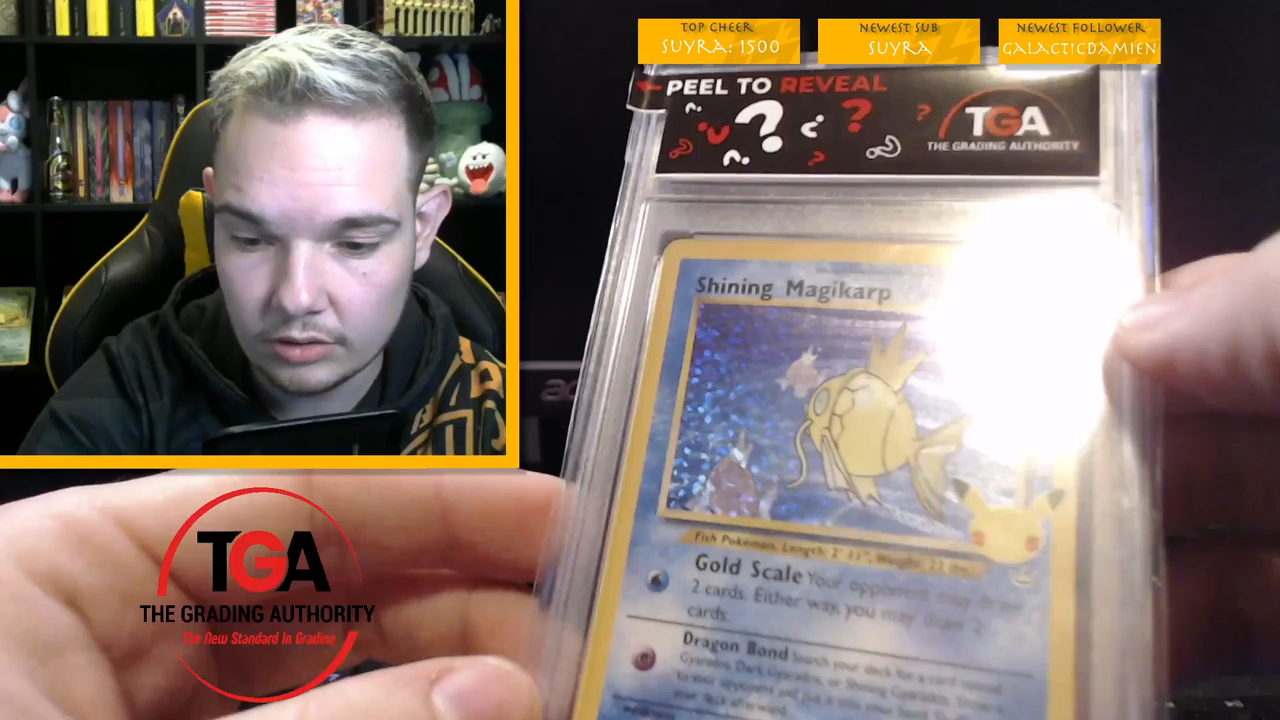 TOP CHEER
SUYRA: 1500
NEWEST SUB
SUYRA
NEWEST FOLLOWER
GALACTICDAMIEN
PEEL TO REVEAL
TGA
THE GRADING AUTHORITY
Shining Magikarp
Fish Pokémon. Length: 2' 11", Weight: 22 lbs.
Gold Scale Your opponent may draw
2 cards. Either way, you may draw 2
cards.
Dragon Bond Search your deck for a card named
Gyarados, Dark Gyarados, or Shining Gyarados. Show it
to your opponent and put it into your hand. Shuffle
your deck afterward.
TGA
THE GRADING AUTHORITY
The New Standard In Grading